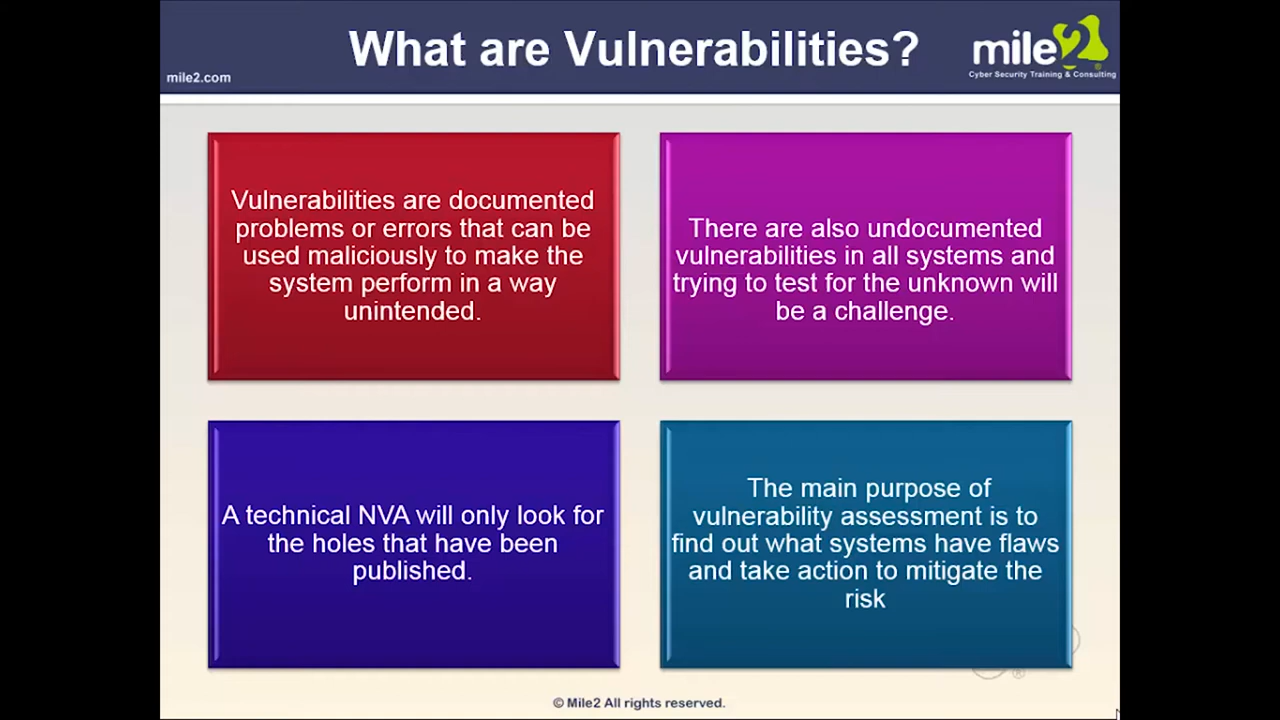 What are Vulnerabilities?
mile2.com
mile2
Cyber Security Training & Consulting
Vulnerabilities are documented
problems or errors that can be
used maliciously to make the
system perform in a way
unintended.
There are also undocumented
vulnerabilities in all systems and
trying to test for the unknown will
be a challenge.
A technical NVA will only look for
the holes that have been
published.
The main purpose of
vulnerability assessment is to
find out what systems have flaws
and take action to mitigate the
risk
®
© Mile2 All rights reserved.